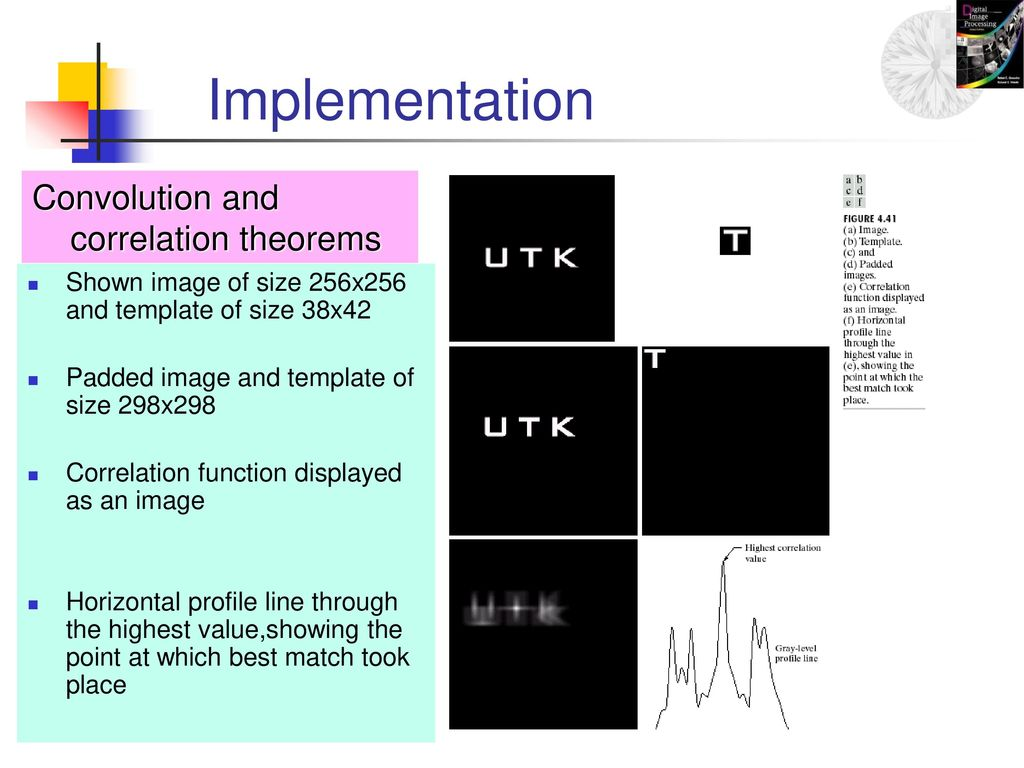 Digital
Image
Processing
Implementation
Convolution and
correlation theorems
Shown image of size 256x256
and template of size 38x42
Padded image and template of
size 298x298
Correlation function displayed
as an image
Horizontal profile line through
the highest value,showing the
point at which best match took
place
U T K
T
U T K
T
UTK
Highest correlation
value
Gray-level
profile line
a b
c d
e f
FIGURE 4.41
(a) Image.
(b) Template.
(c) and
(d) Padded
images.
(e) Correlation
function displayed
as an image.
(f) Horizontal
profile line
through the
highest value in
(e), showing the
point at which the
best match took
place.